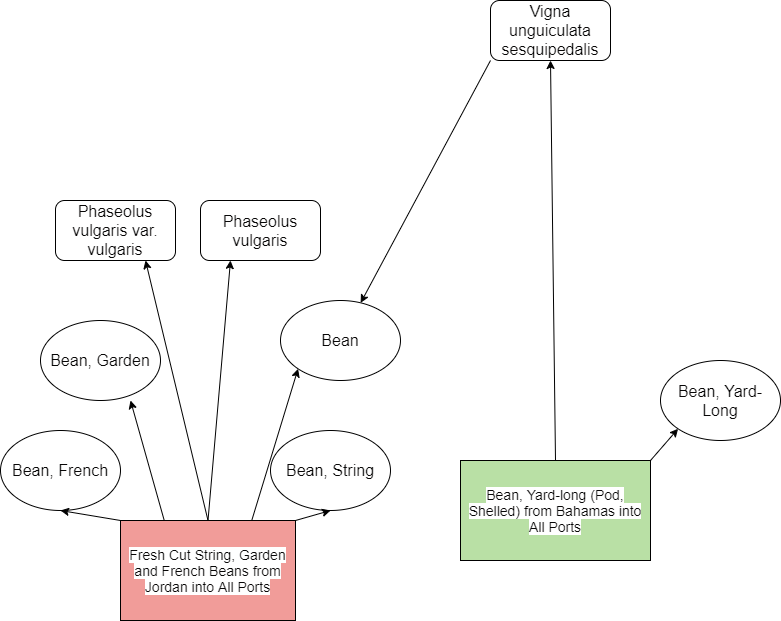 Vigna
unguiculata
sesquipedalis
Phaseolus
vulgaris var.
vulgaris
Phaseolus
vulgaris
Bean
Bean, Garden
Bean, Yard-
Long
Bean, French
Bean, String
Bean, Yard-long (Pod,
Shelled) from Bahamas into
All Ports
Fresh Cut String, Garden
and French Beans from
Jordan into All Ports